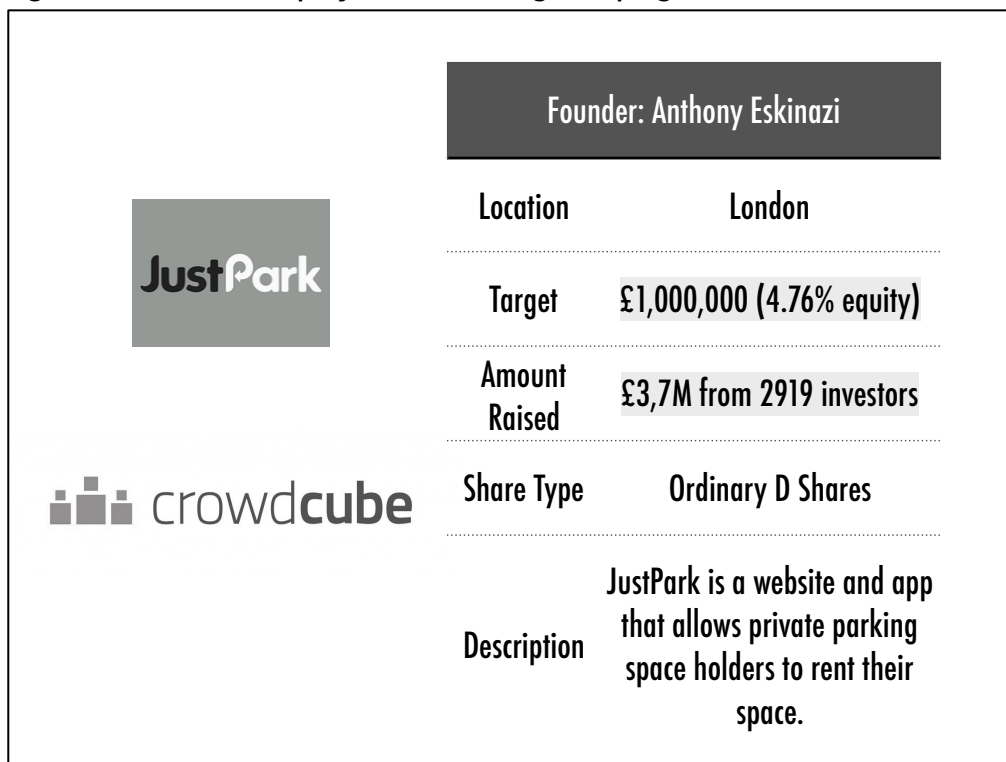 JustPark
crowdcube
Founder: Anthony Eskinazi
Location London
Target £1,000,000 (4.76% equity)
Amount
Raised
£3,7M from 2919 investors
Share Type Ordinary D Shares
Description
JustPark is a website and app
that allows private parking
space holders to rent their
space.